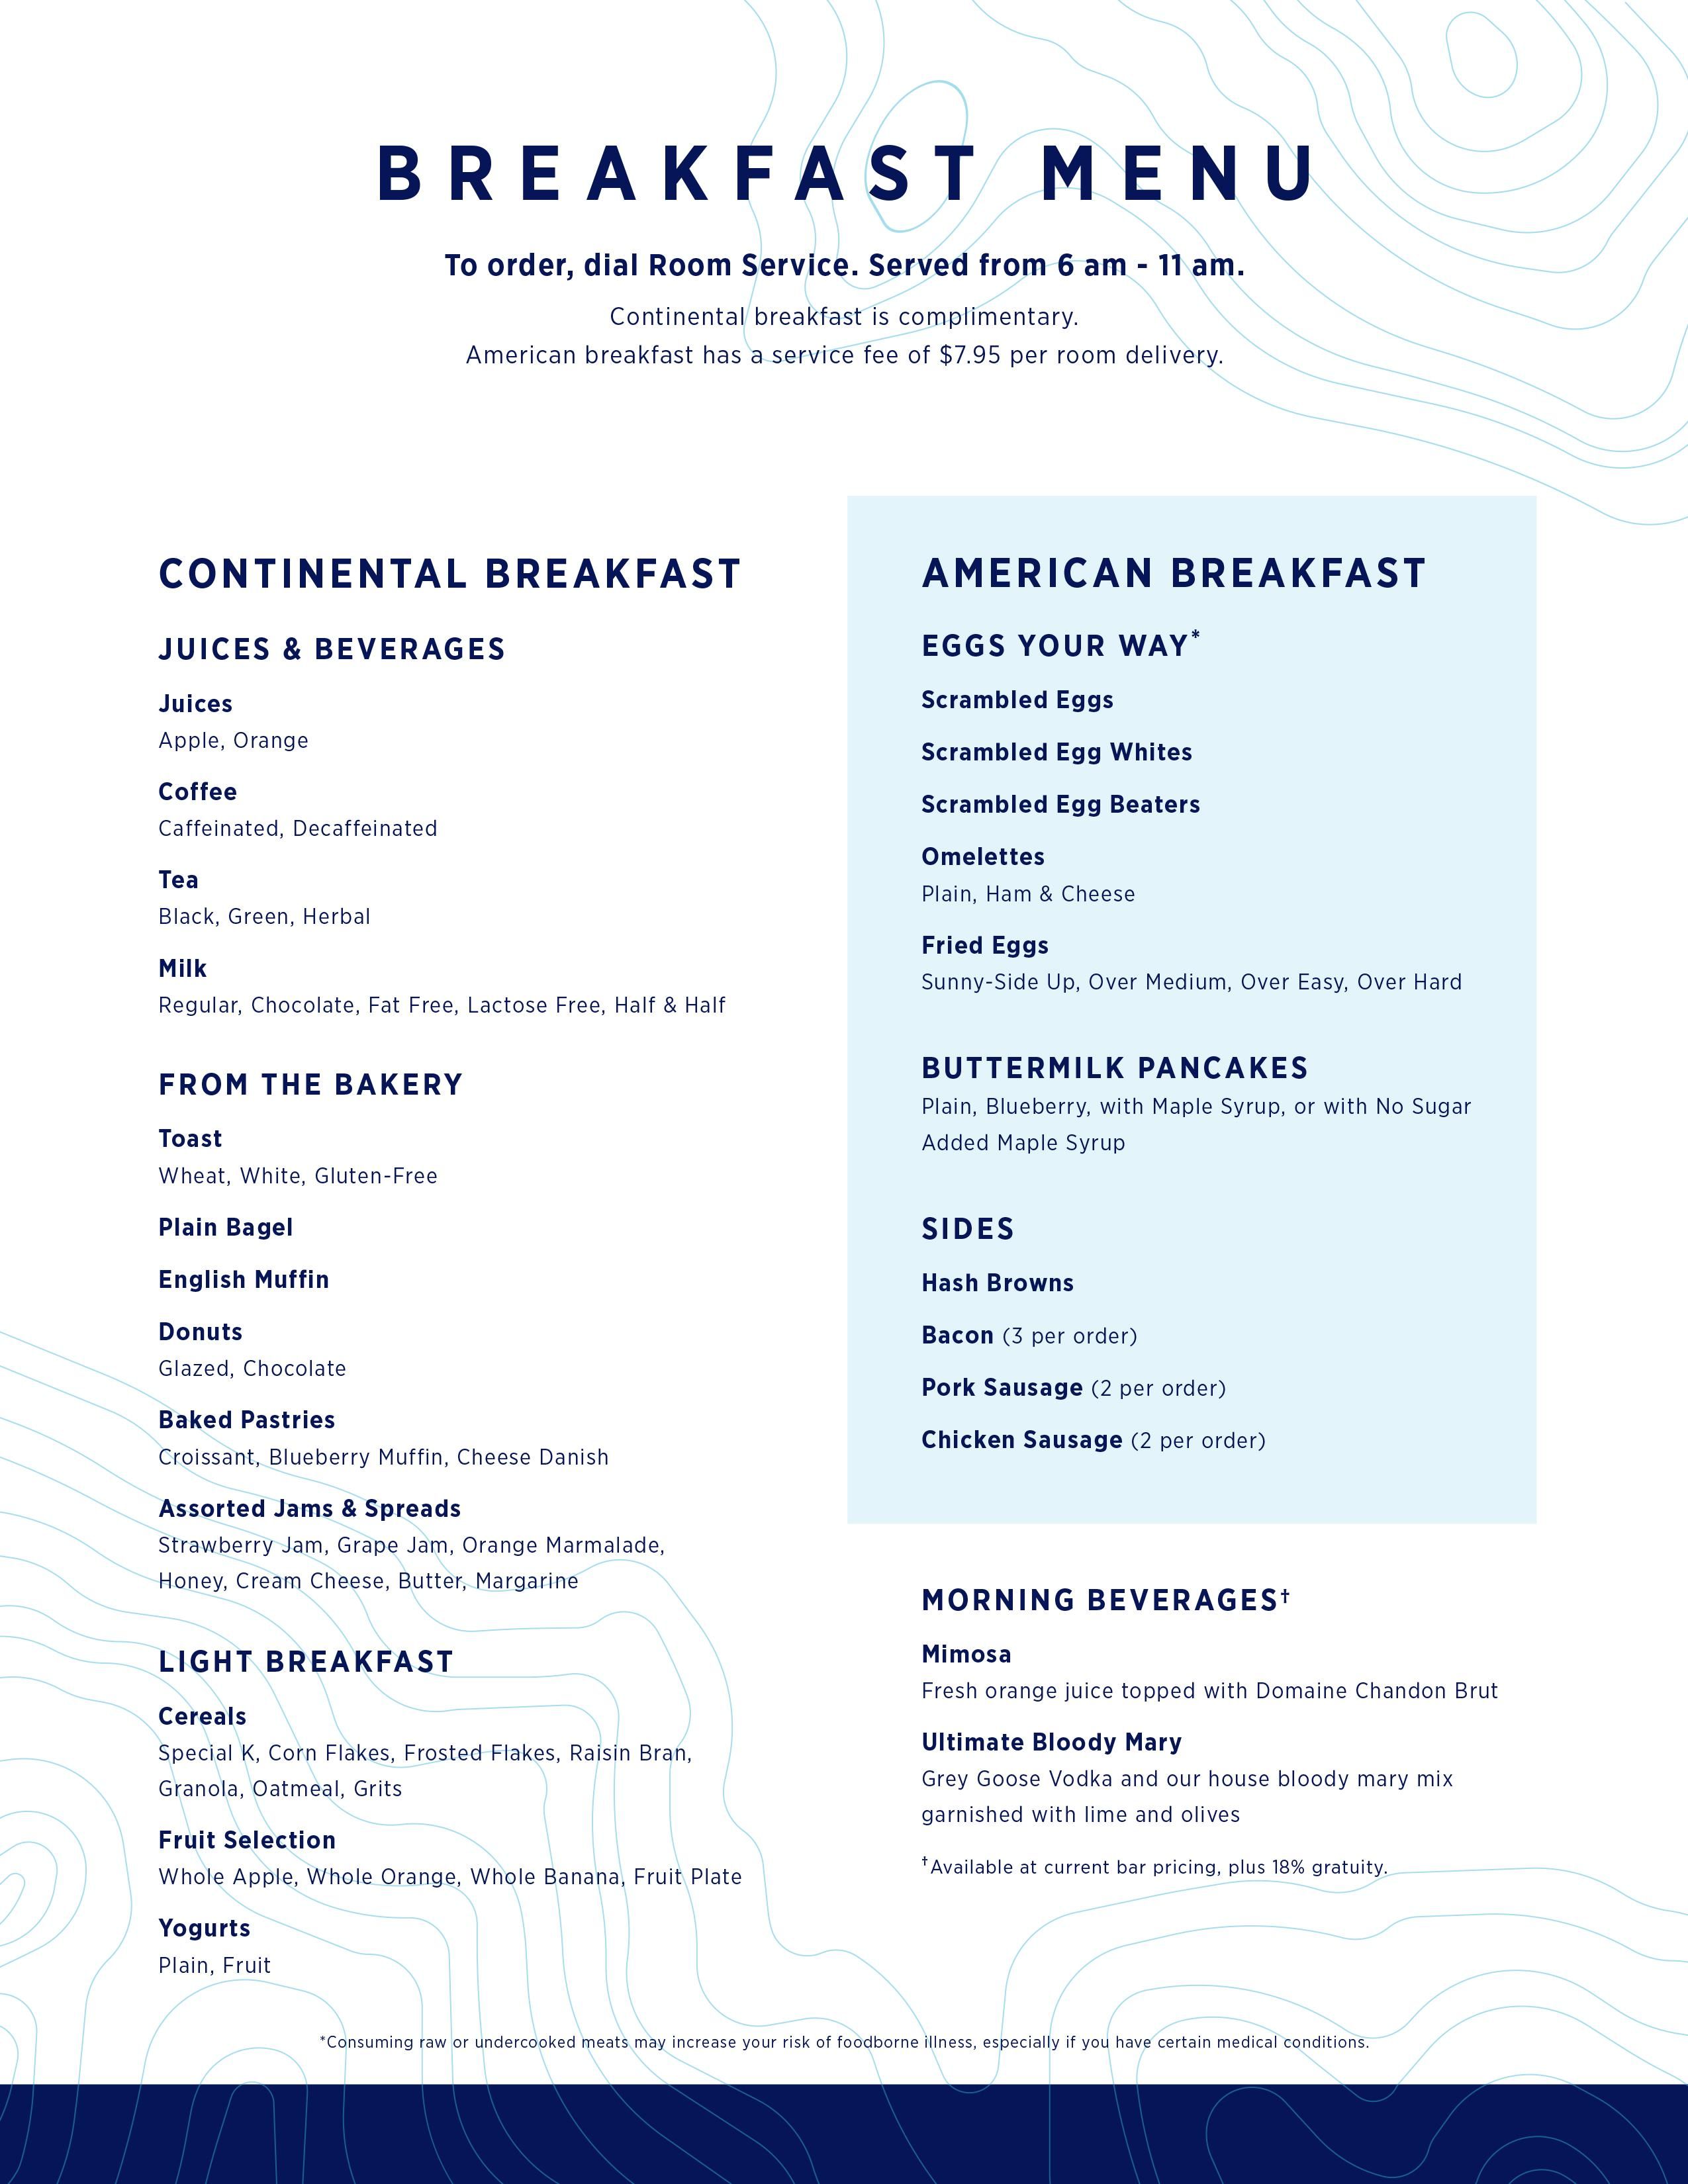 BREAKFAST MENU
To order, dial Room Service. Served from 6 am - 11 am.
Continental breakfast is complimentary.
American breakfast has a service fee of $7.95 per room delivery.
CONTINENTAL BREAKFAST
JUICES & BEVERAGES
Juices
Apple, Orange
Coffee
Caffeinated, Decaffeinated
Tea
Black, Green, Herbal
Milk
Regular, Chocolate, Fat Free, Lactose Free, Half & Half
FROM THE BAKERY
Toast
Wheat, White, Gluten-Free
Plain Bagel
English Muffin
Donuts
Glazed, Chocolate
Baked Pastries
Croissant, Blueberry Muffin, Cheese Danish
Assorted Jams & Spreads
Strawberry Jam, Grape Jam, Orange Marmalade,
Honey, Cream Cheese, Butter, Margarine
LIGHT BREAKFAST
Cereals
Special K, Corn Flakes, Frosted Flakes, Raisin Bran,
Granola, Oatmeal, Grits
Fruit Selection
Whole Apple, Whole Orange, Whole Banana, Fruit Plate
Yogurts
Plain, Fruit
AMERICAN BREAKFAST
EGGS YOUR WAY*
Scrambled Eggs
Scrambled Egg Whites
Scrambled Egg Beaters
Omelettes
Plain, Ham & Cheese
Fried Eggs
Sunny-Side Up, Over Medium, Over Easy, Over Hard
BUTTERMILK PANCAKES
Plain, Blueberry, with Maple Syrup, or with No Sugar
Added Maple Syrup
SIDES
Hash Browns
Bacon (3 per order)
Pork Sausage (2 per order)
Chicken Sausage (2 per order)
MORNING BEVERAGES†
Mimosa
Fresh orange juice topped with Domaine Chandon Brut
Ultimate Bloody Mary
Grey Goose Vodka and our house bloody mary mix
garnished with lime and olives
†Available at current bar pricing, plus 18% gratuity.
*Consuming raw or undercooked meats may increase your risk of foodborne illness, especially if you have certain medical conditions.